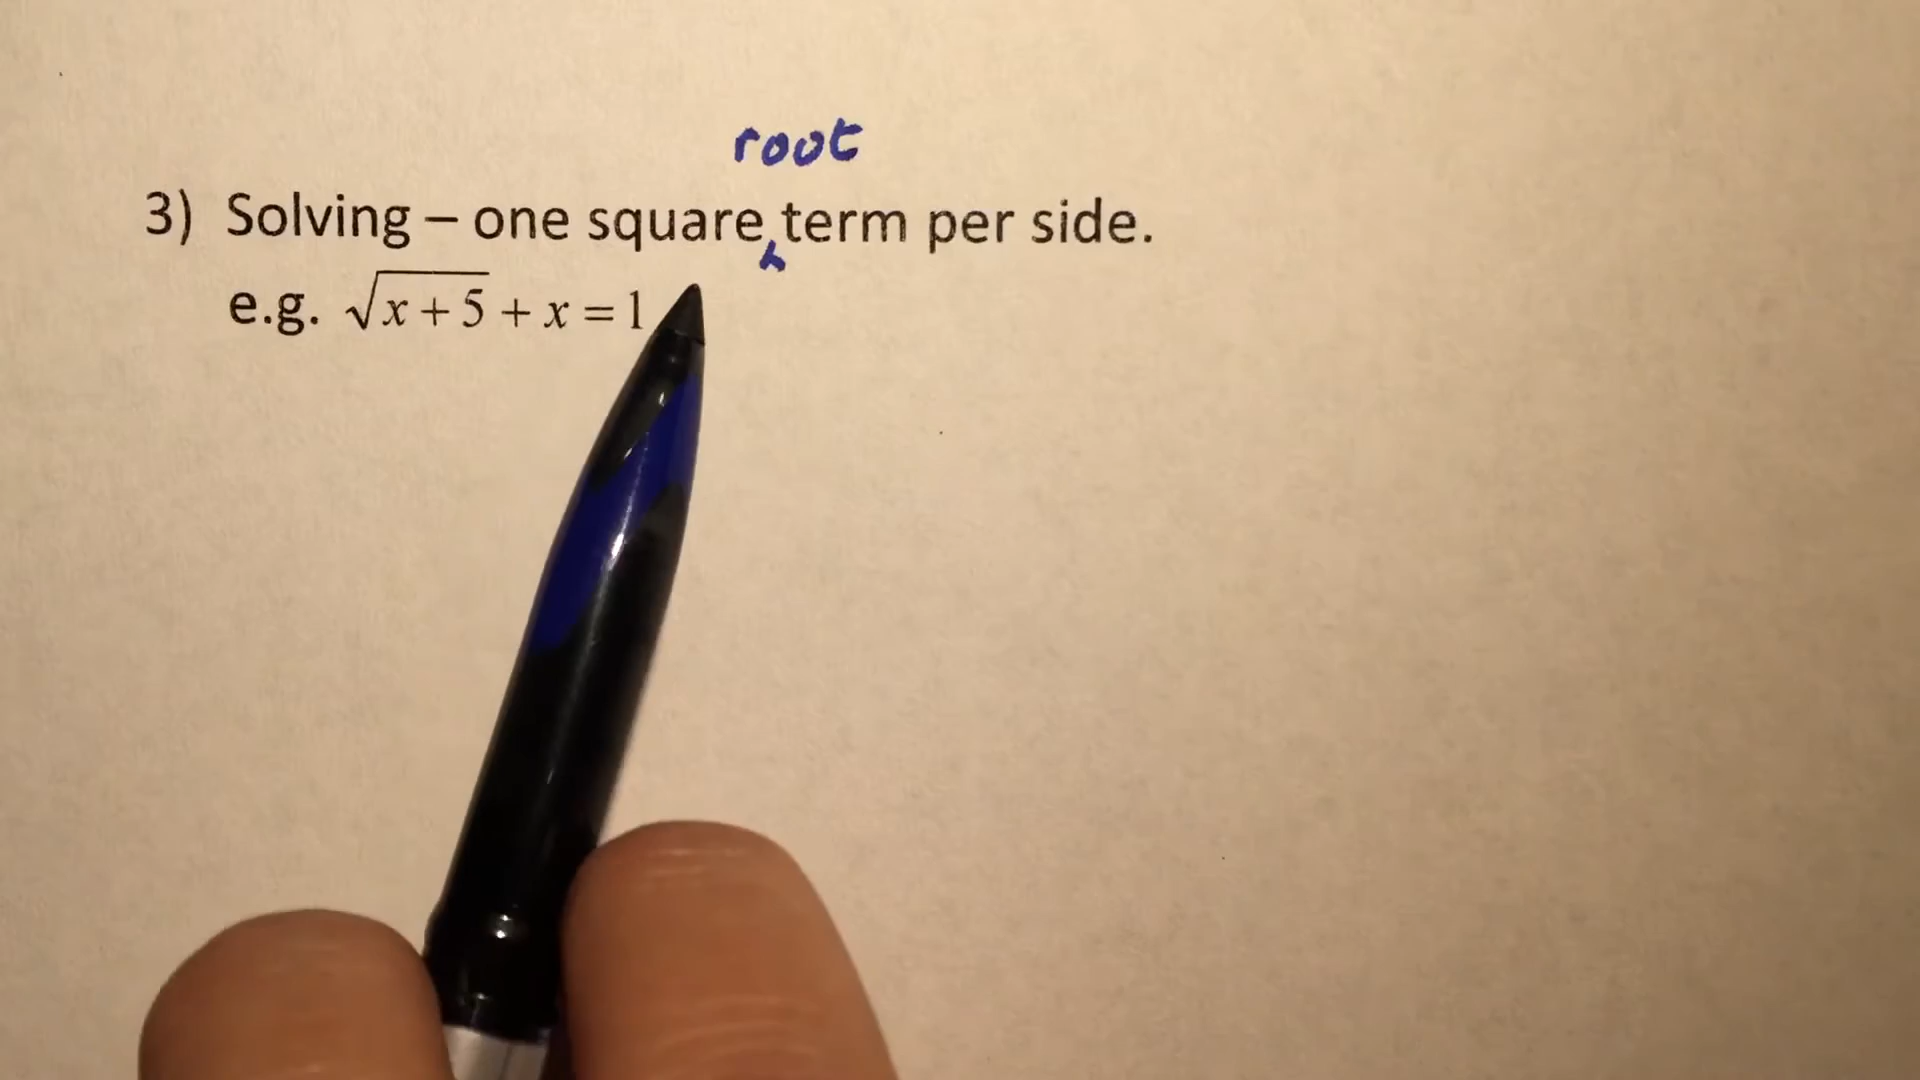 root
3) Solving – one square term per side.
e.g. √(x + 5) + x = 1